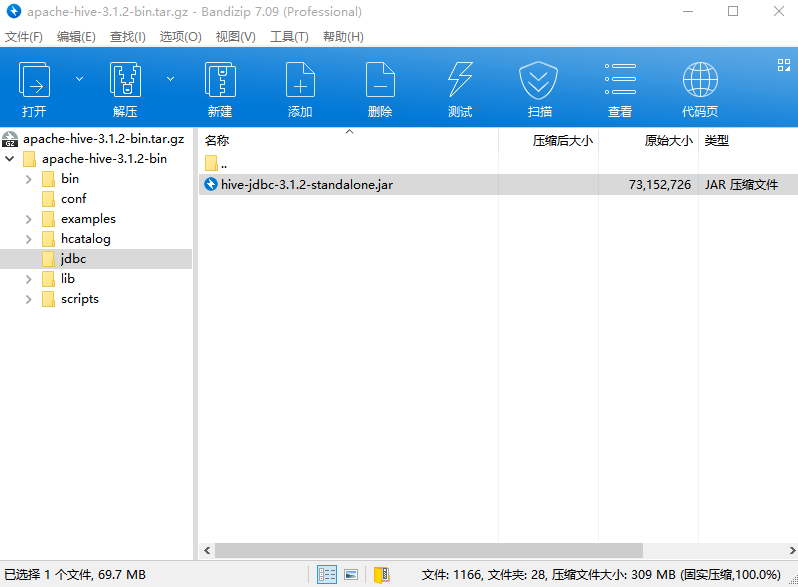 apache-hive-3.1.2-bin.tar.gz - Bandizip 7.09 (Professional)
文件(F) 编辑(E) 查找(I) 选项(O) 视图(V) 工具(T) 帮助(H)
打开 解压 新建 添加 删除 测试 扫描 查看 代码页
apache-hive-3.1.2-bin.tar.gz
apache-hive-3.1.2-bin
bin
conf
examples
hcatalog
jdbc
lib
scripts
名称 压缩后大小 原始大小 类型
..
hive-jdbc-3.1.2-standalone.jar 73,152,726 JAR 压缩文件
已选择 1 个文件, 69.7 MB
文件: 1166, 文件夹: 28, 压缩文件大小: 309 MB (固实压缩,100.0%)